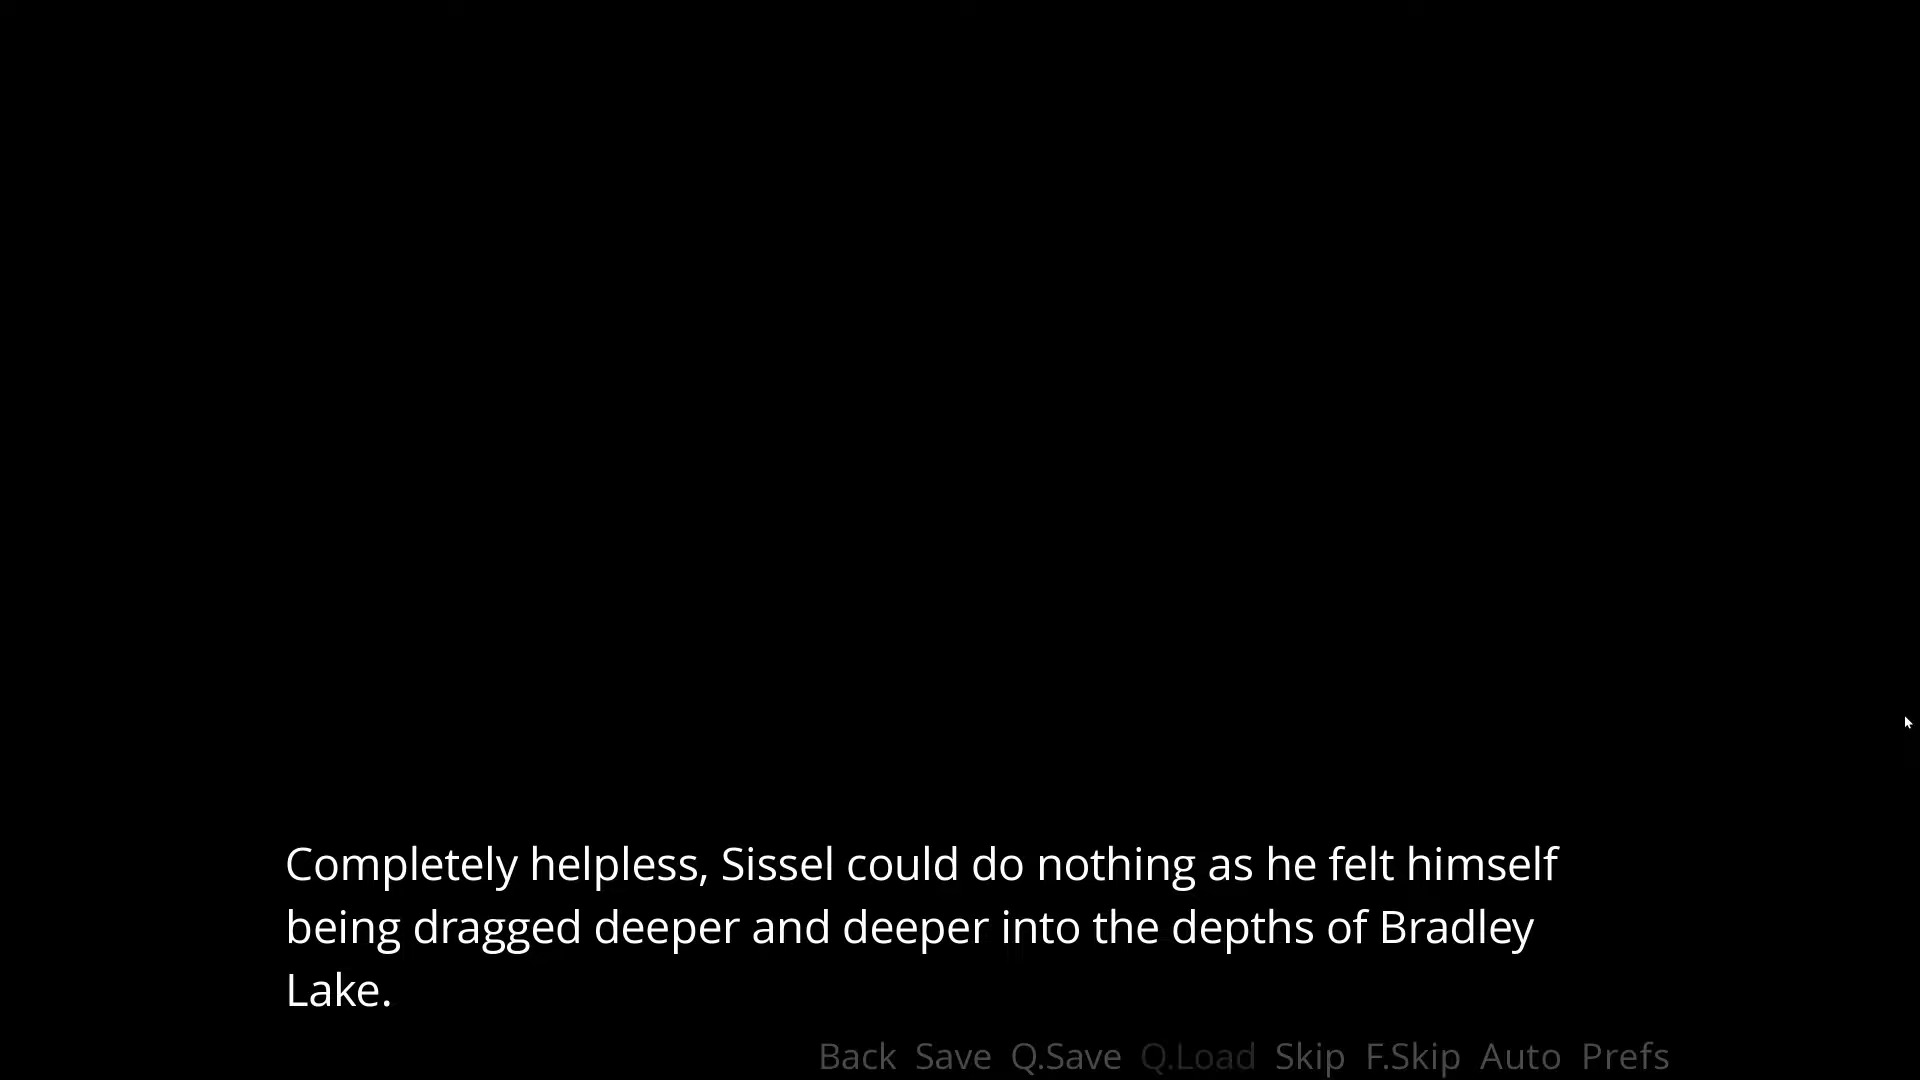 Completely helpless, Sissel could do nothing as he felt himself
being dragged deeper and deeper into the depths of Bradley
Lake.
Back Save Q.Save Q.Load Skip F.Skip Auto Prefs